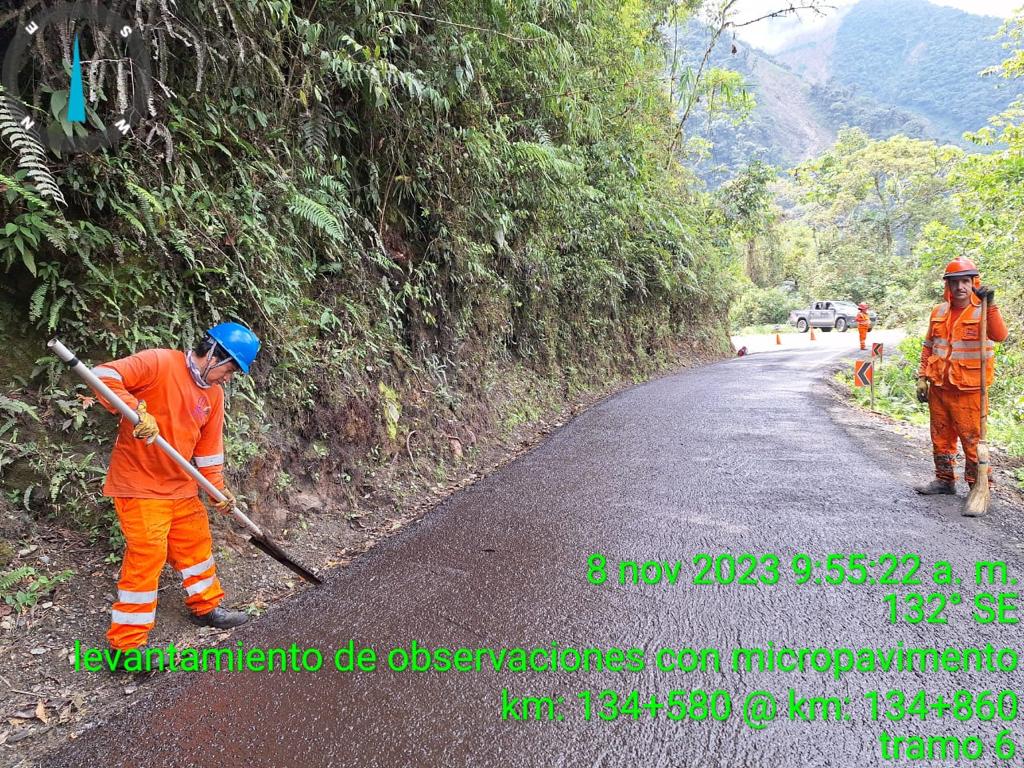 E S
N W
8 nov 2023 9:55:22 a. m.
132° SE
levantamiento de observaciones con micropavimento
km: 134+580 @ km: 134+860
tramo 6